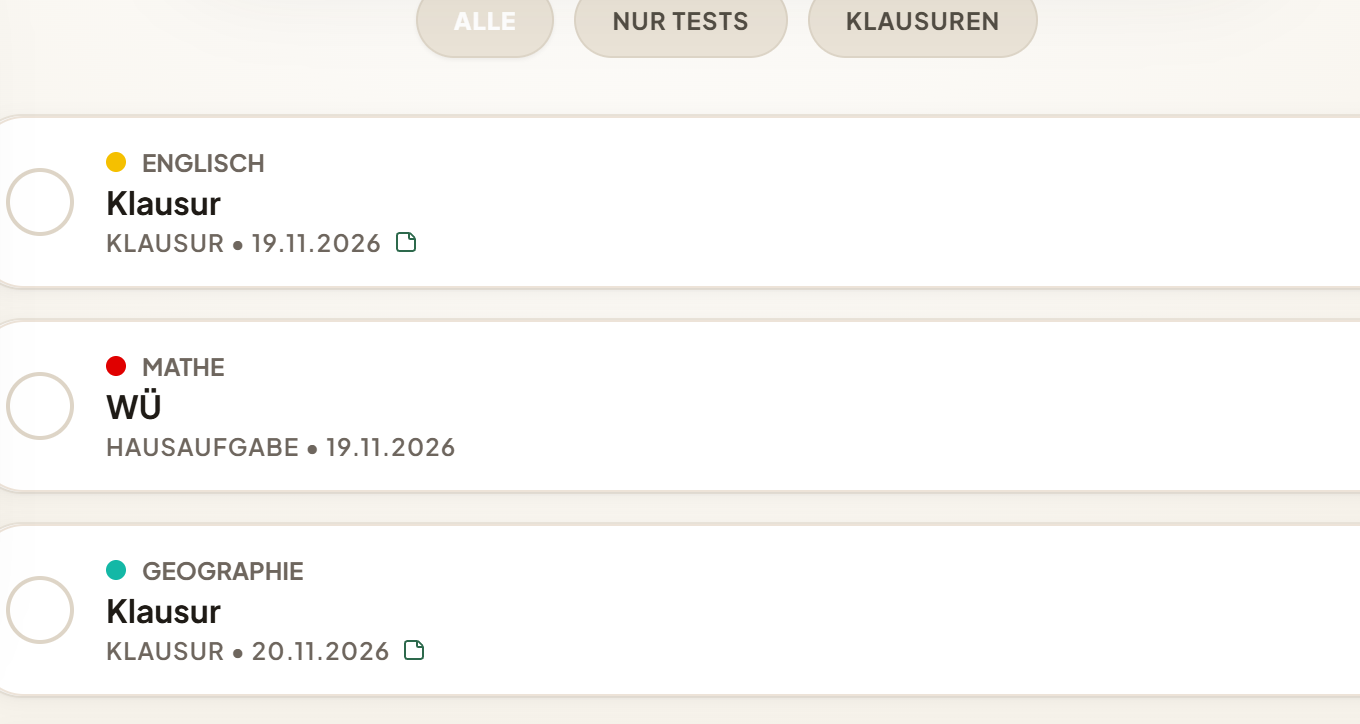 ALLE NUR TESTS KLAUSUREN
ENGLISCH
Klausur
KLAUSUR • 19.11.2026
MATHE
WÜ
HAUSAUFGABE • 19.11.2026
GEOGRAPHIE
Klausur
KLAUSUR • 20.11.2026